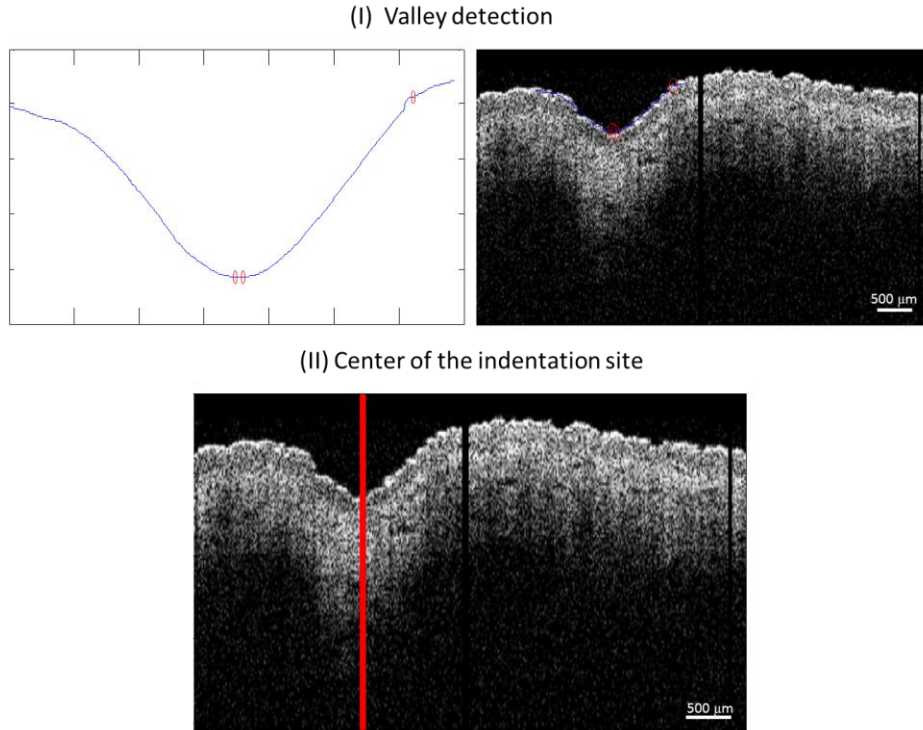 (I) Valley detection
500 μm
(II) Center of the indentation site
500 μm